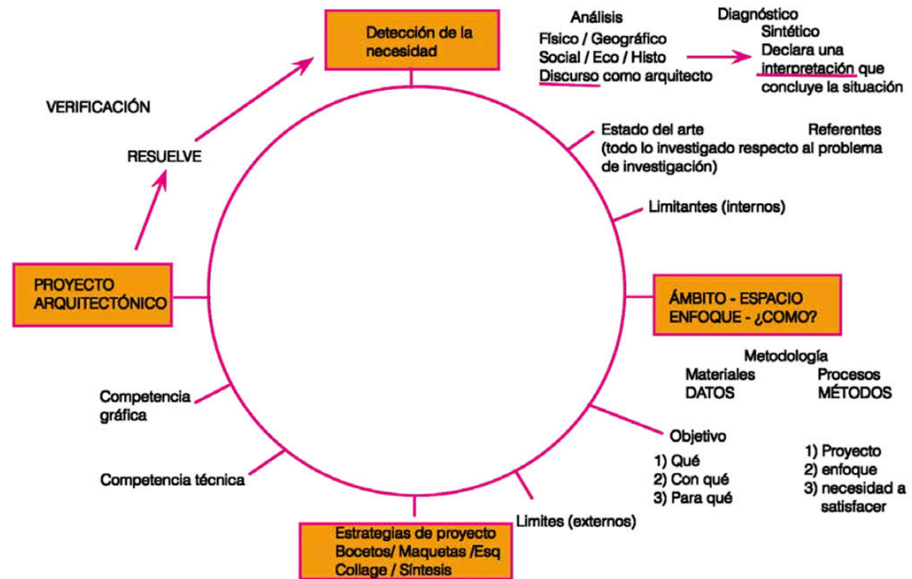 Detección de la
necesidad
Análisis
Físico / Geográfico
Social / Eco / Histo
Discurso como arquitecto
Diagnóstico
Sintético
Declara una
interpretación que
concluye la situación
VERIFICACIÓN
RESUELVE
Estado del arte Referentes
(todo lo investigado respecto al problema
de investigación)
Limitantes (internos)
PROYECTO
ARQUITECTÓNICO
ÁMBITO - ESPACIO
ENFOQUE - ¿COMO?
Metodología
Materiales
DATOS
Procesos
MÉTODOS
Competencia
gráfica
Objetivo
1) Qué
2) Con qué
3) Para qué
1) Proyecto
2) enfoque
3) necesidad a
satisfacer
Competencia técnica
Limites (externos)
Estrategias de proyecto
Bocetos/ Maquetas /Esq
Collage / Síntesis